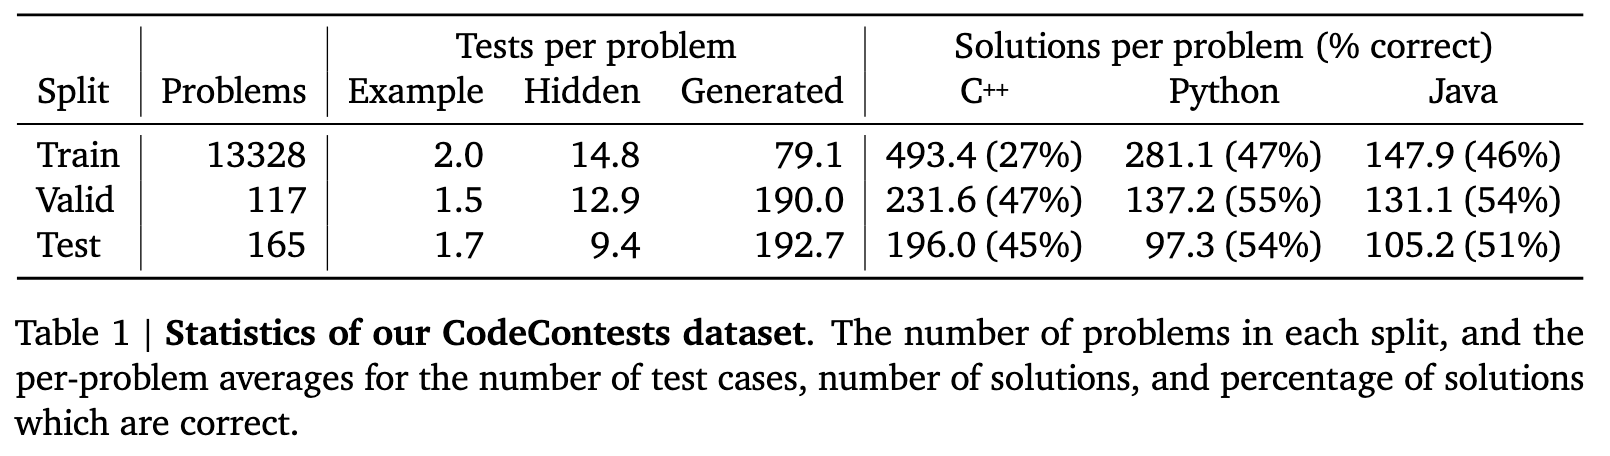 Tests per problem Solutions per problem (% correct)
Split Problems Example Hidden Generated C++ Python Java
Train 13328 2.0 14.8 79.1 493.4 (27%) 281.1 (47%) 147.9 (46%)
Valid 117 1.5 12.9 190.0 231.6 (47%) 137.2 (55%) 131.1 (54%)
Test 165 1.7 9.4 192.7 196.0 (45%) 97.3 (54%) 105.2 (51%)
Table 1 | Statistics of our CodeContests dataset. The number of problems in each split, and the
per-problem averages for the number of test cases, number of solutions, and percentage of solutions
which are correct.